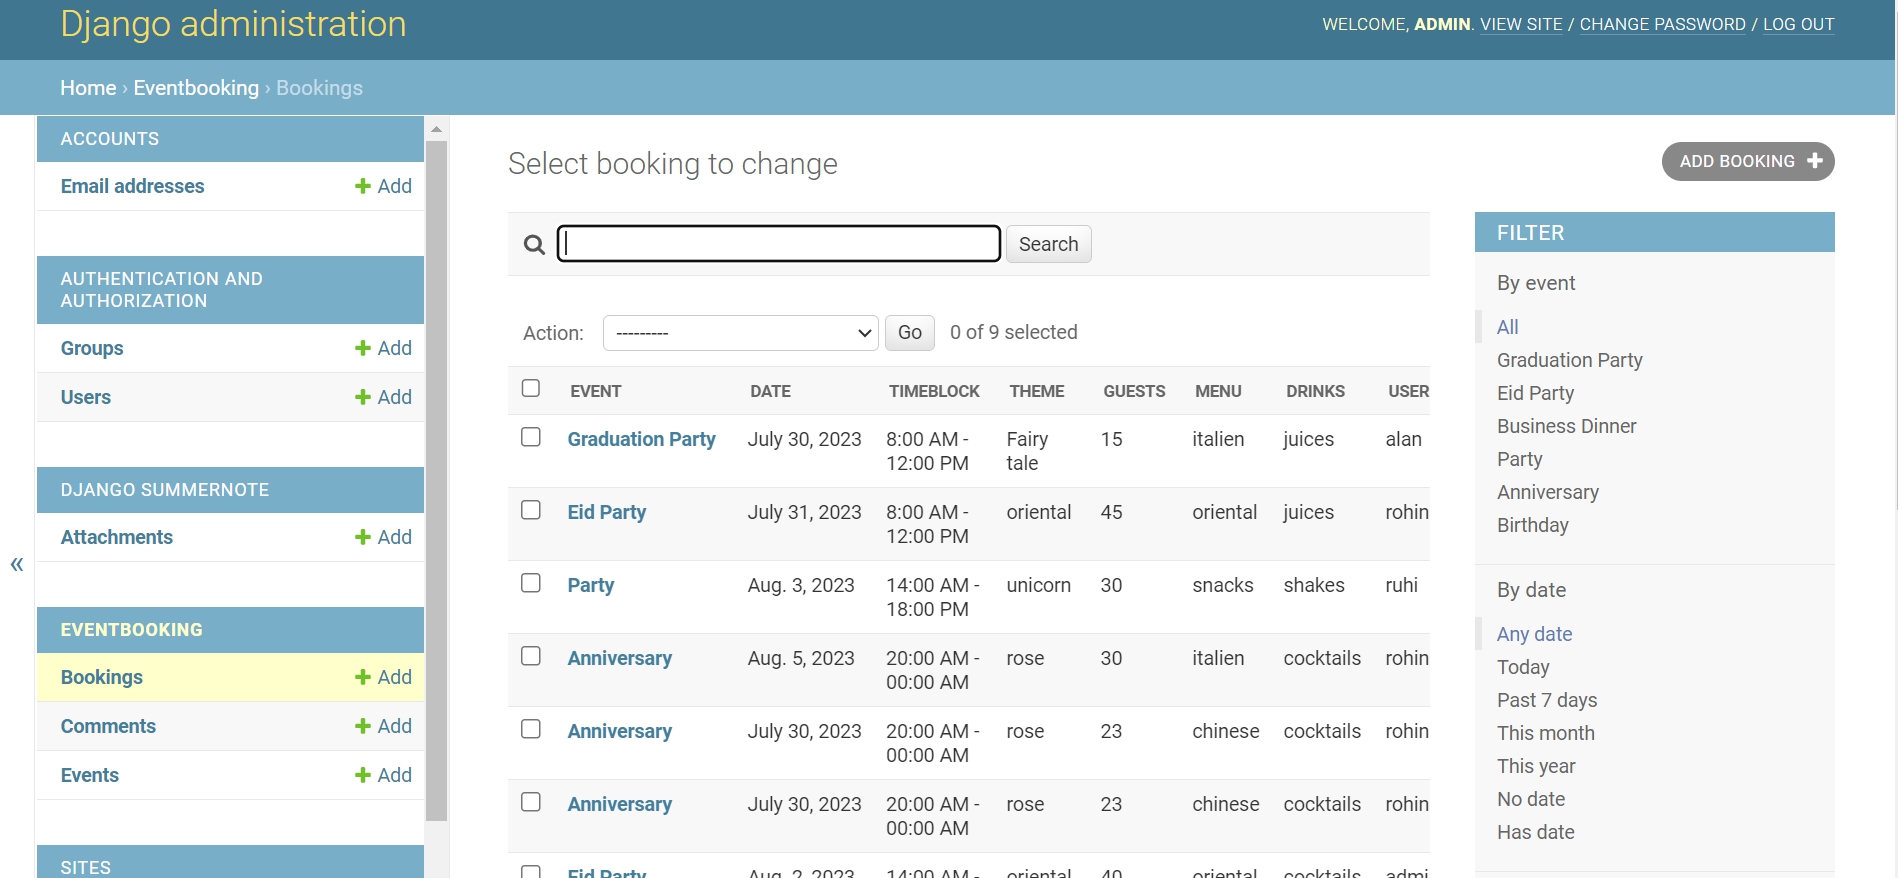 Django administration
WELCOME, ADMIN. VIEW SITE / CHANGE PASSWORD / LOG OUT
Home › Eventbooking › Bookings
ACCOUNTS
Email addresses + Add
AUTHENTICATION AND
AUTHORIZATION
Groups + Add
Users + Add
DJANGO SUMMERNOTE
Attachments + Add
«
EVENTBOOKING
Bookings + Add
Comments + Add
Events + Add
SITES
Select booking to change
ADD BOOKING +
Search
Action: --------- Go 0 of 9 selected
EVENT DATE TIMEBLOCK THEME GUESTS MENU DRINKS USER
Graduation Party July 30, 2023 8:00 AM - Fairy 15 italien juices alan
12:00 PM tale
Eid Party July 31, 2023 8:00 AM - oriental 45 oriental juices rohin
12:00 PM
Party Aug. 3, 2023 14:00 AM - unicorn 30 snacks shakes ruhi
18:00 PM
Anniversary Aug. 5, 2023 20:00 AM - rose 30 italien cocktails rohin
00:00 AM
Anniversary July 30, 2023 20:00 AM - rose 23 chinese cocktails rohin
00:00 AM
Anniversary July 30, 2023 20:00 AM - rose 23 chinese cocktails rohin
00:00 AM
Eid Party Aug. 2, 2023 14:00 AM - oriental 40 oriental cocktails admi
FILTER
By event
All
Graduation Party
Eid Party
Business Dinner
Party
Anniversary
Birthday
By date
Any date
Today
Past 7 days
This month
This year
No date
Has date